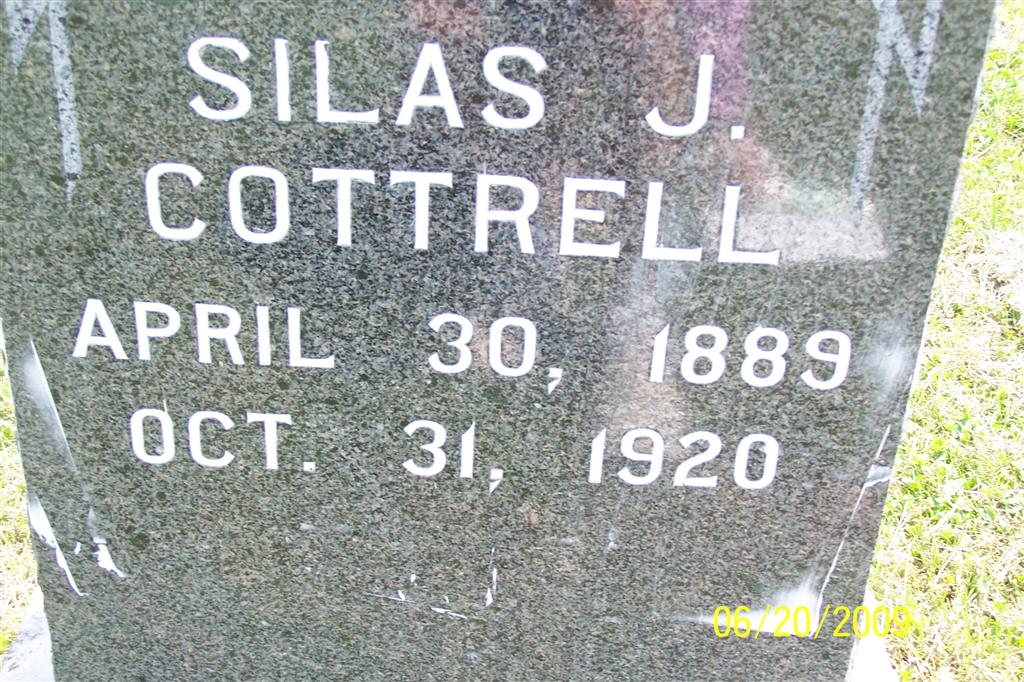 SILAS J.
COTTRELL
APRIL 30, 1889
OCT. 31, 1920
06/20/2009